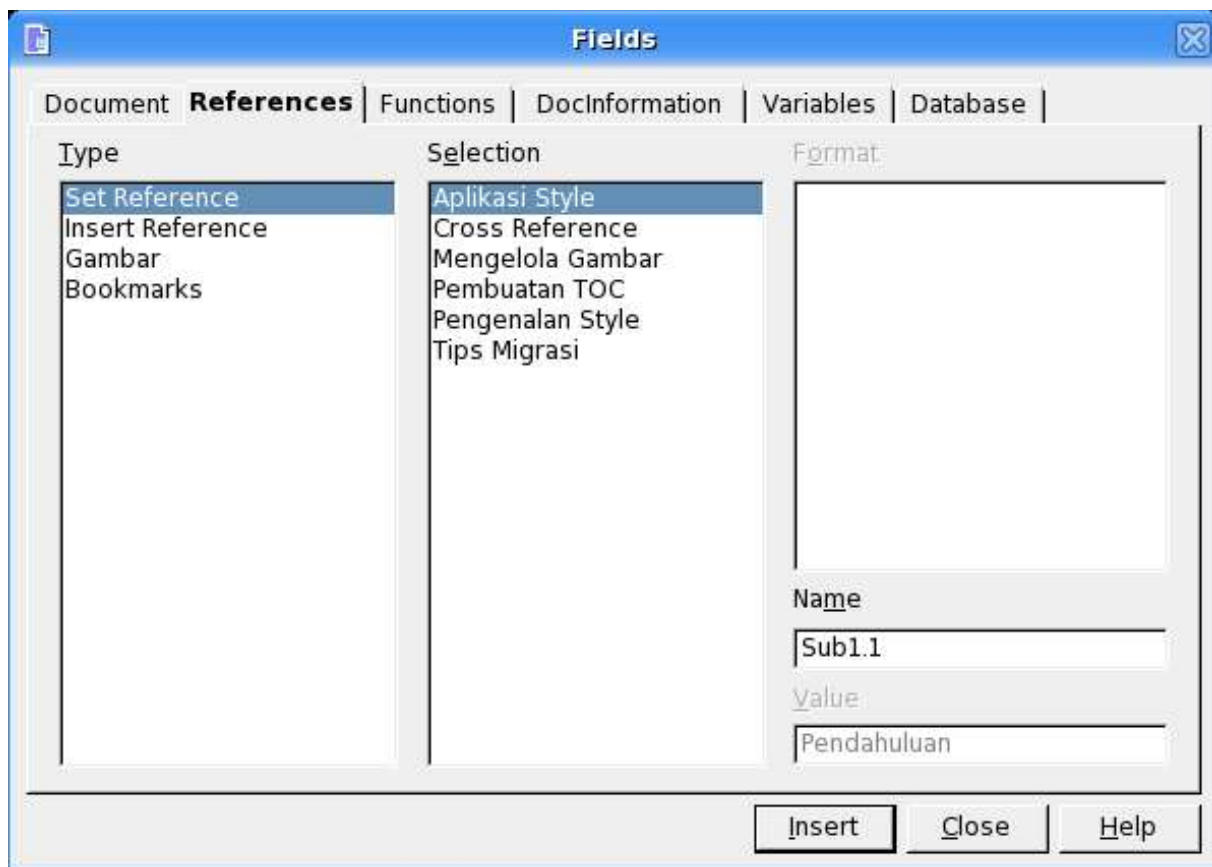 Fields
Document References Functions DocInformation Variables Database
Type
Set Reference
Insert Reference
Gambar
Bookmarks
Selection
Aplikasi Style
Cross Reference
Mengelola Gambar
Pembuatan TOC
Pengenalan Style
Tips Migrasi
Format
Name
Sub1.1
Value
Pendahuluan
Insert Close Help